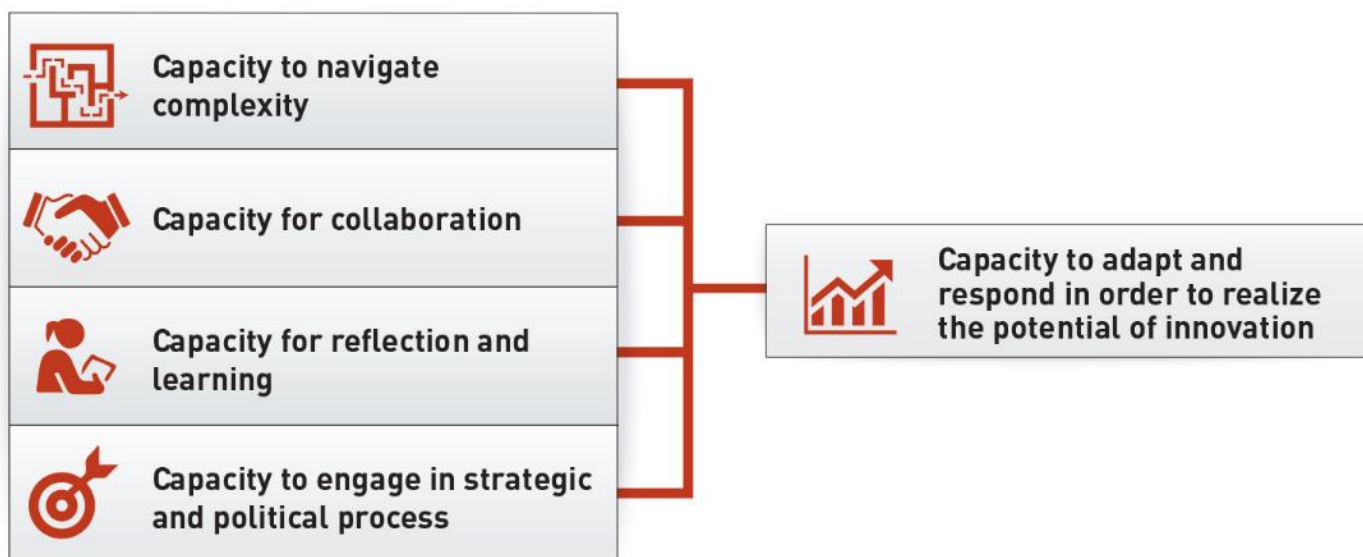 Capacity to navigate
complexity
Capacity for collaboration
Capacity for reflection and
learning
Capacity to engage in strategic
and political process
Capacity to adapt and
respond in order to realize
the potential of innovation